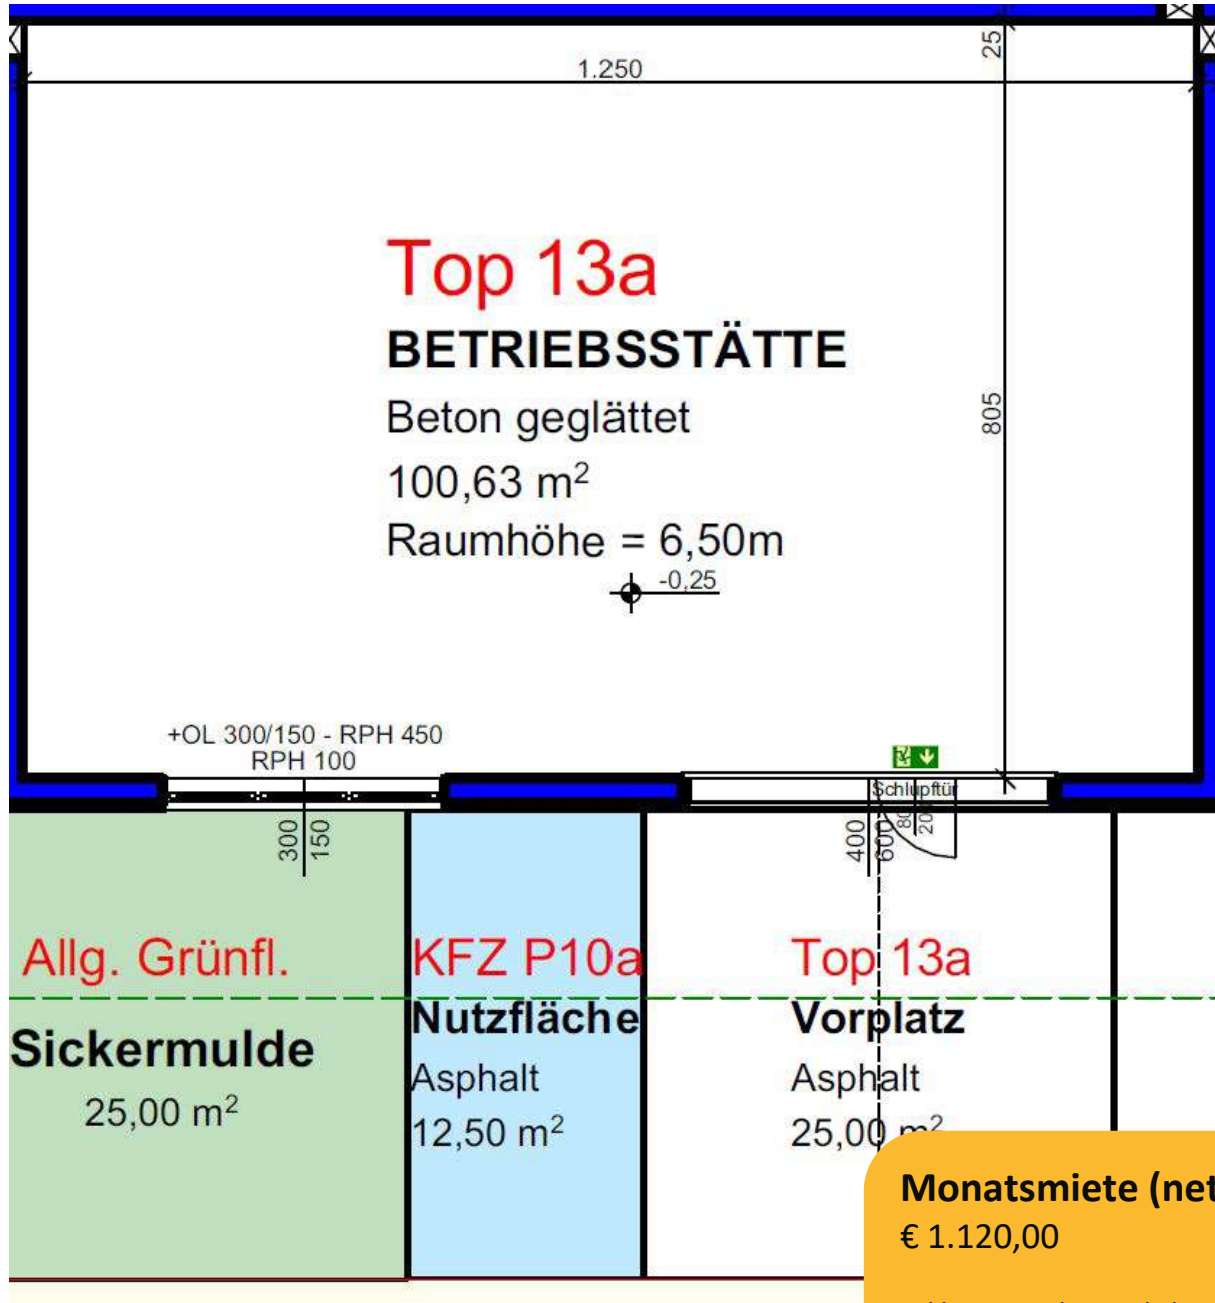 1.250
25
Top 13a
BETRIEBSSTÄTTE
Beton geglättet
100,63 m²
Raumhöhe = 6,50m
-0,25
805
+OL 300/150 - RPH 450
RPH 100
Schlupftür
300
150
400
600
80
200
Allg. Grünfl.
Sickermulde
25,00 m²
KFZ P10a
Nutzfläche
Asphalt
12,50 m²
Top 13a
Vorplatz
Asphalt
25,00 m²
Monatsmiete (net
€ 1.120,00